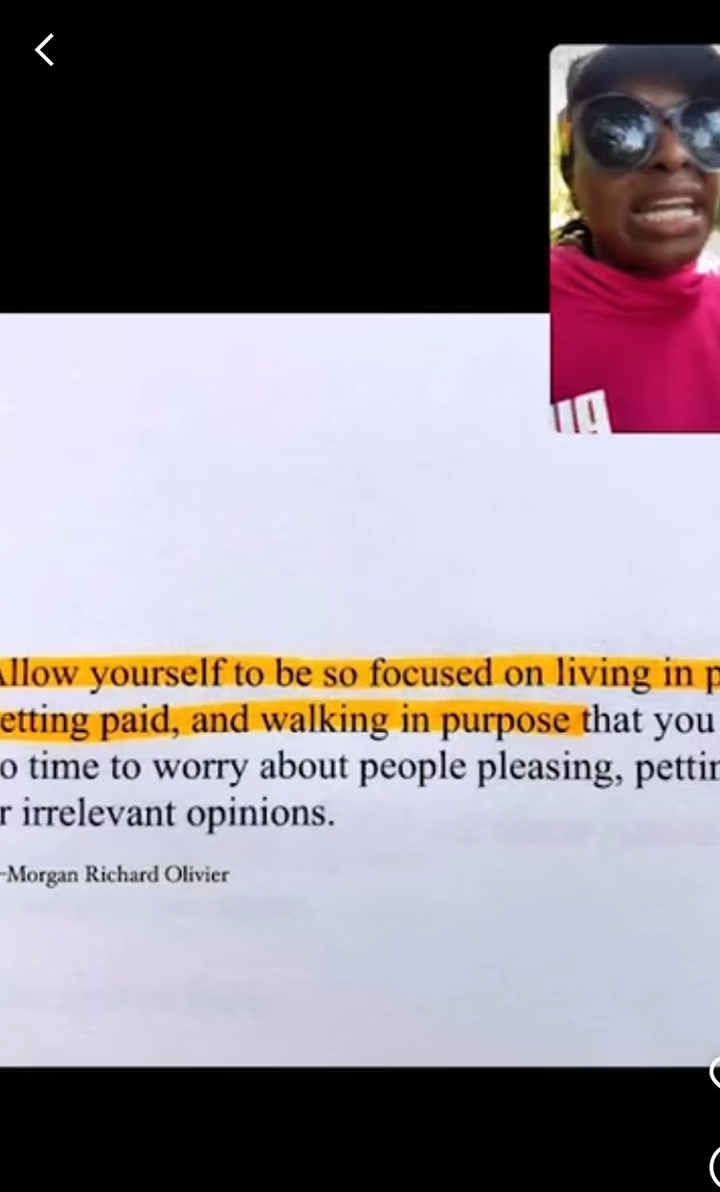 llow yourself to be so focused on living in p
etting paid, and walking in purpose that you
o time to worry about people pleasing, pettin
r irrelevant opinions.
–Morgan Richard Olivier